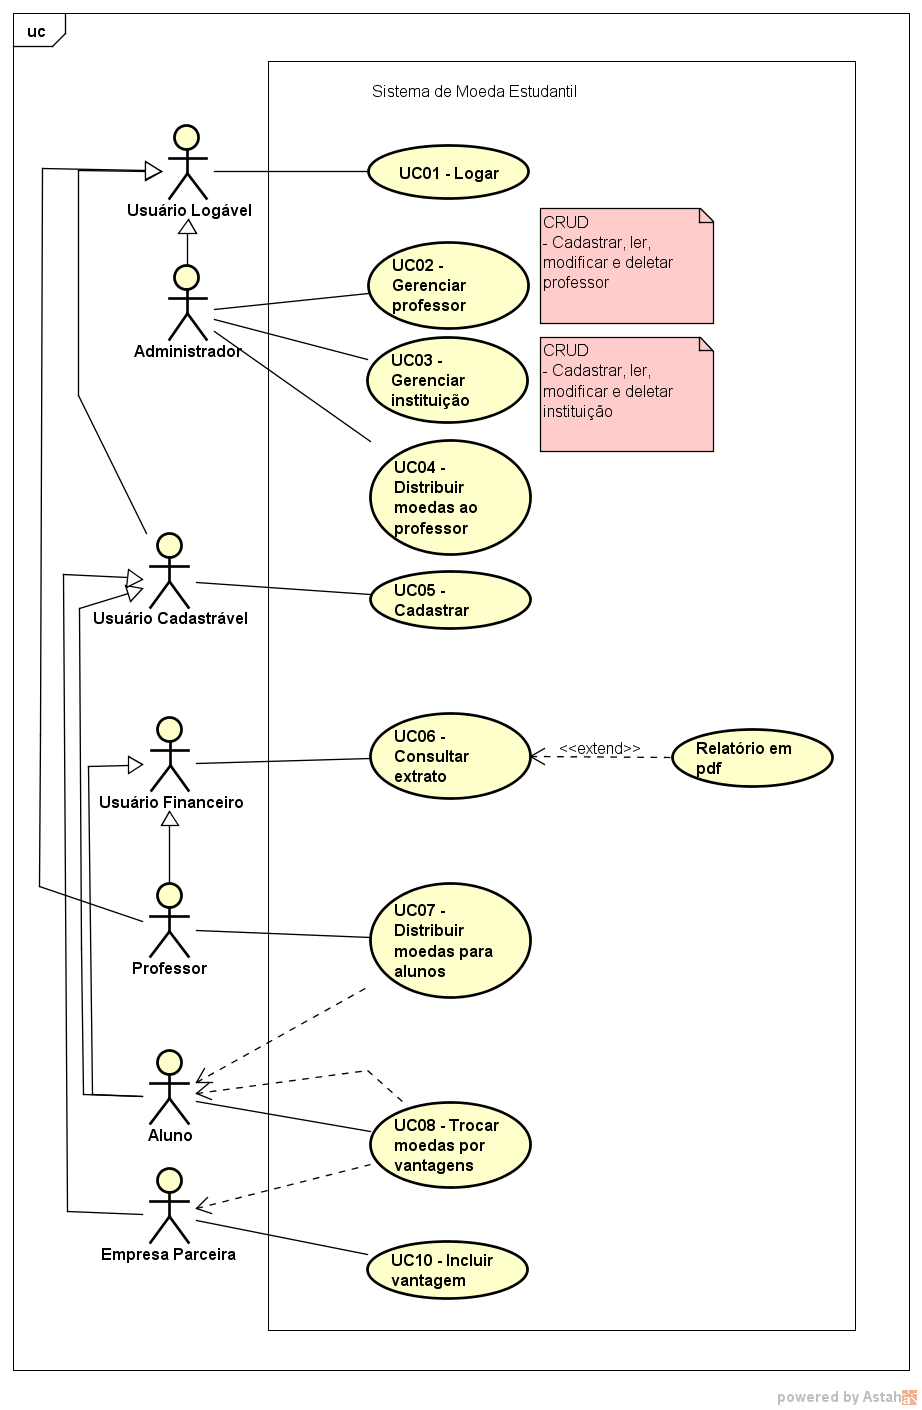 uc
Sistema de Moeda Estudantil
Usuário Logável
UC01 - Logar
CRUD
- Cadastrar, ler,
modificar e deletar
professor
UC02 -
Gerenciar
professor
Administrador
UC03 -
Gerenciar
instituição
CRUD
- Cadastrar, ler,
modificar e deletar
instituição
UC04 -
Distribuir
moedas ao
professor
Usuário Cadastrável
UC05 -
Cadastrar
Usuário Financeiro
UC06 -
Consultar
extrato
<<extend>>
Relatório em
pdf
Professor
UC07 -
Distribuir
moedas para
alunos
Aluno
UC08 - Trocar
moedas por
vantagens
Empresa Parceira
UC10 - Incluir
vantagem
powered by Astah